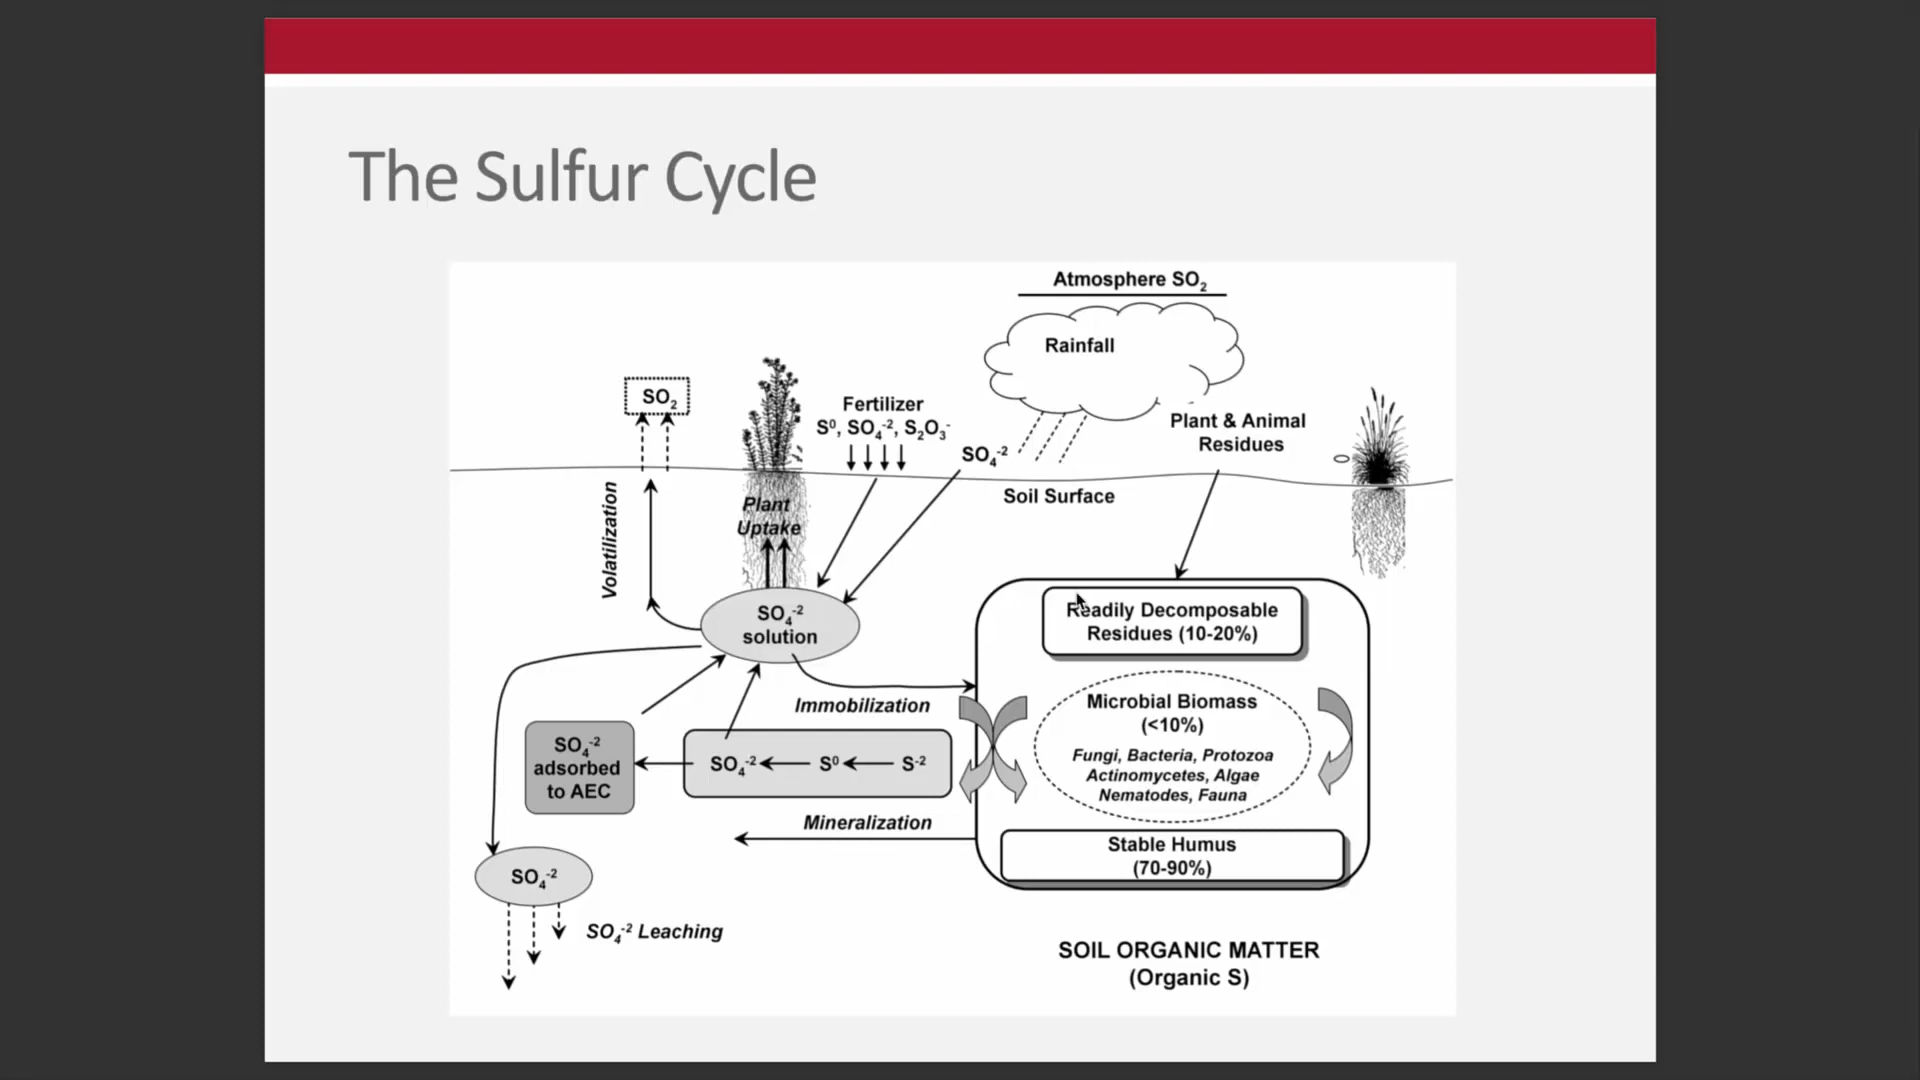 The Sulfur Cycle
Atmosphere SO₂
Rainfall
SO₂
Fertilizer
S⁰, SO₄⁻², S₂O₃⁻
Plant & Animal
Residues
SO₄⁻²
Soil Surface
Plant
Uptake
Volatilization
SO₄⁻²
solution
Readily Decomposable
Residues (10-20%)
Immobilization
Microbial Biomass
(<10%)
Fungi, Bacteria, Protozoa
Actinomycetes, Algae
Nematodes, Fauna
SO₄⁻²
adsorbed
to AEC
SO₄⁻² S⁰ S⁻²
Mineralization
Stable Humus
(70-90%)
SO₄⁻²
SO₄⁻² Leaching
SOIL ORGANIC MATTER
(Organic S)